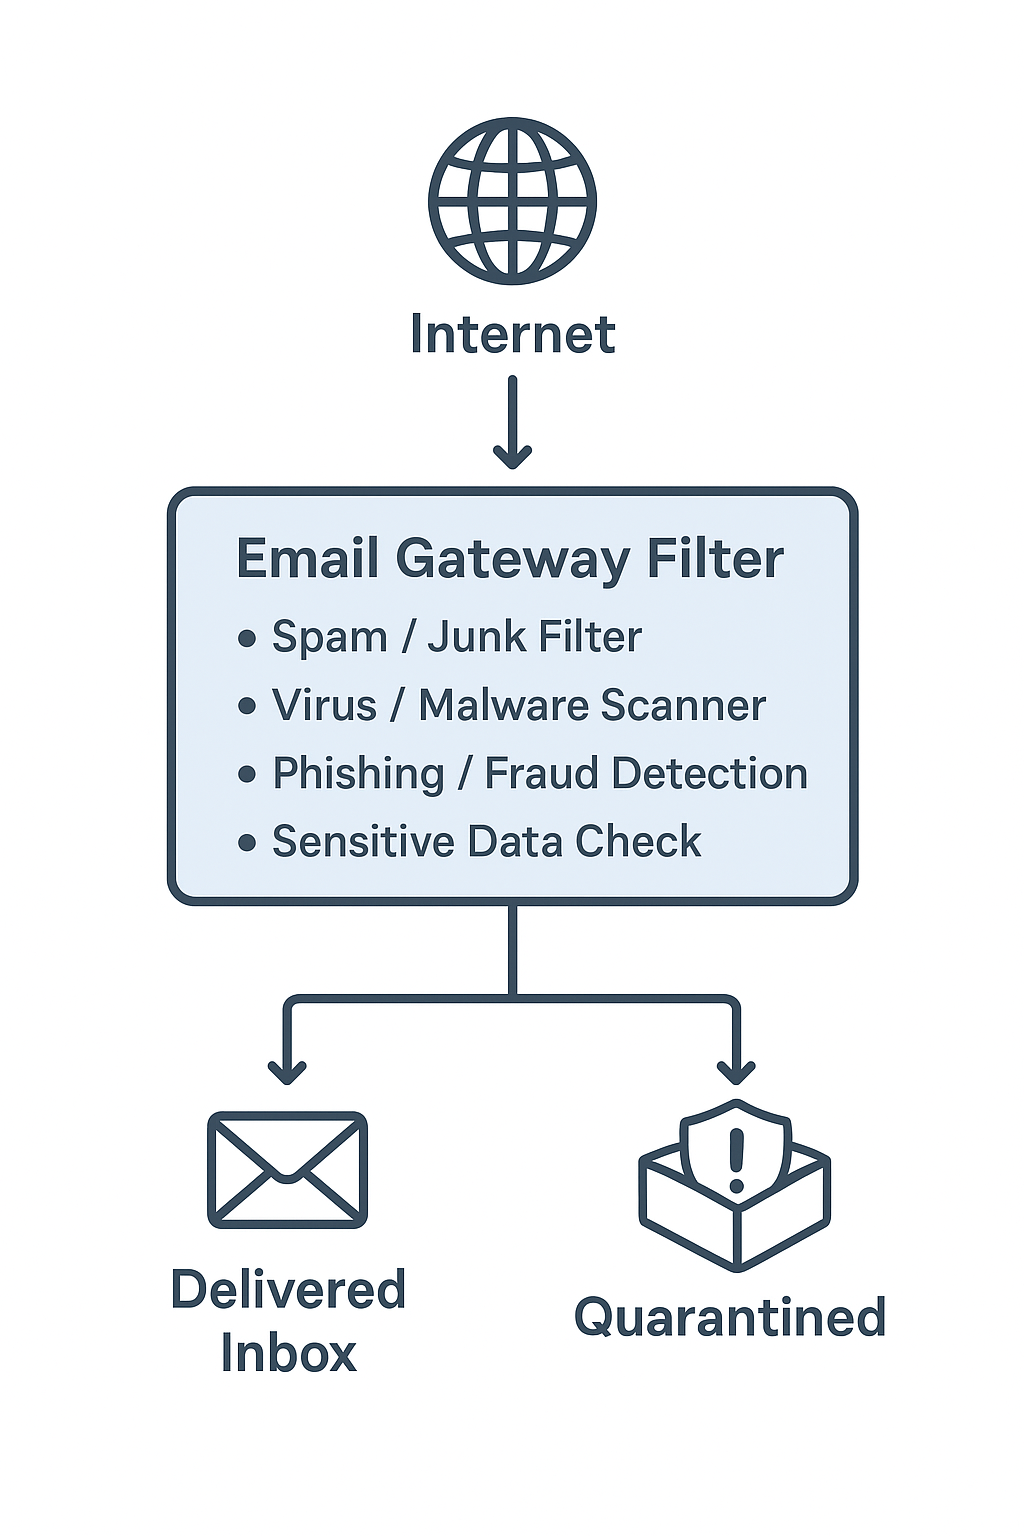 Internet
Email Gateway Filter
• Spam / Junk Filter
• Virus / Malware Scanner
• Phishing / Fraud Detection
• Sensitive Data Check
Delivered
Inbox
Quarantined